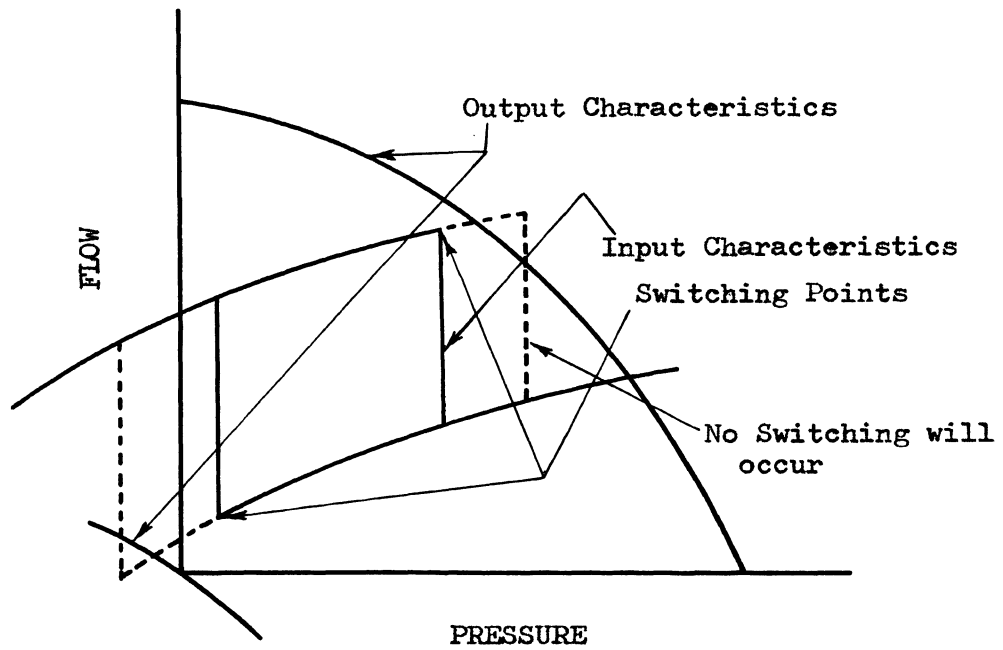 Output Characteristics
FLOW
Input Characteristics
Switching Points
No Switching will
occur
PRESSURE